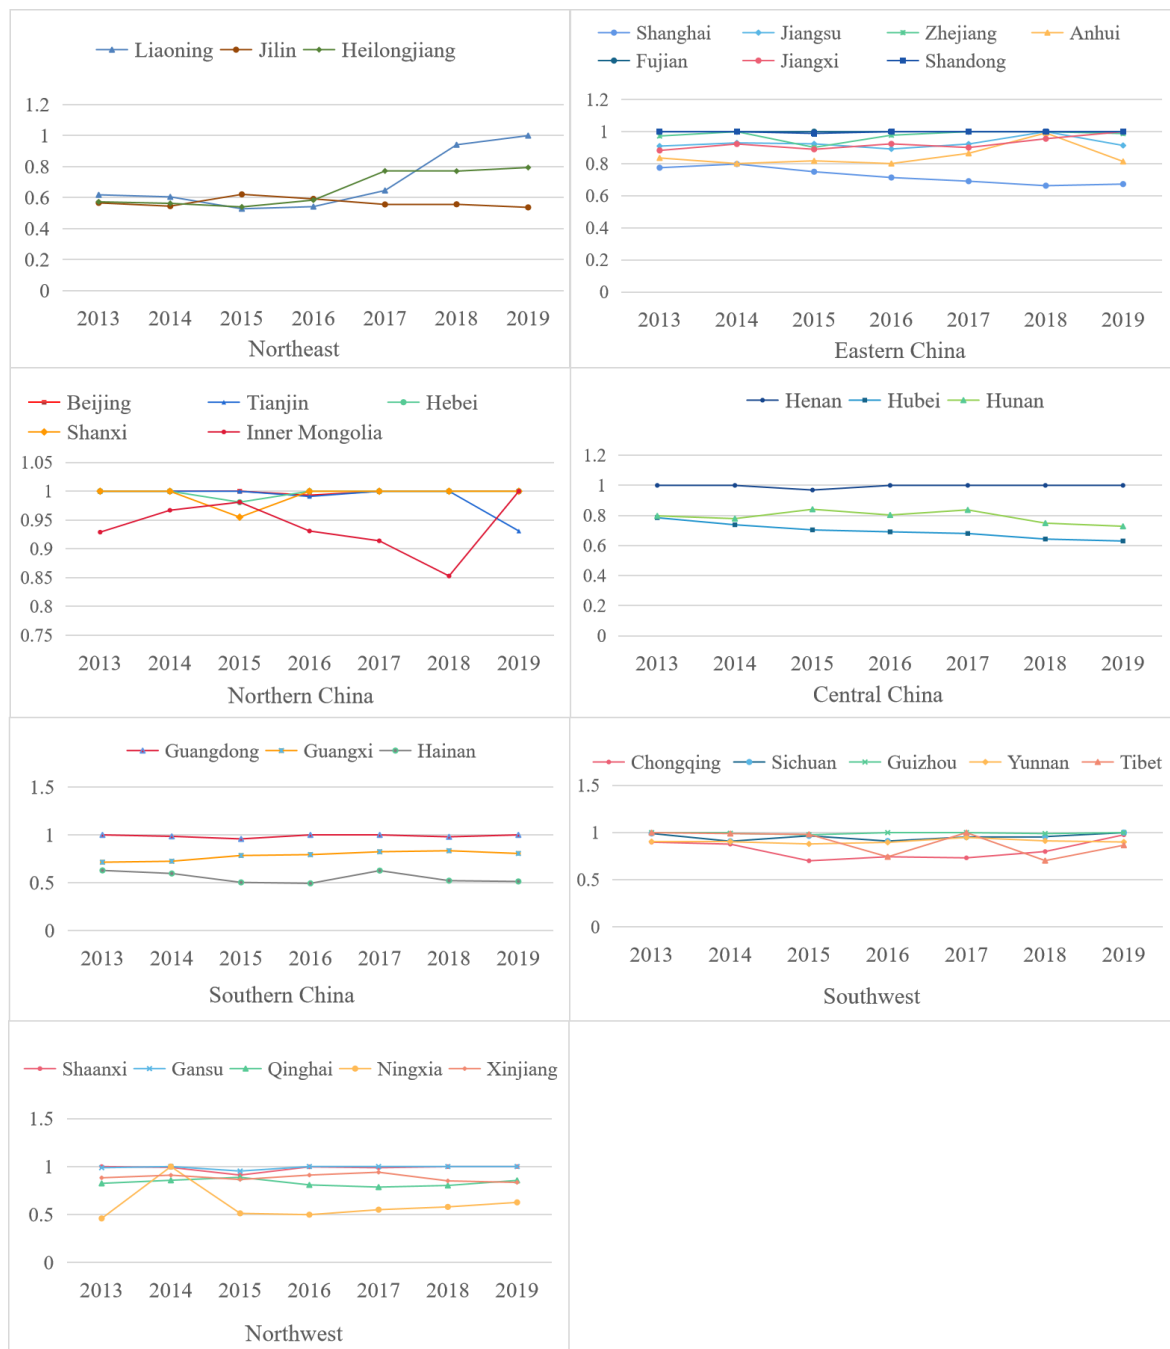 Liaoning Jilin Heilongjiang
1.2
1
0.8
0.6
0.4
0.2
0
2013 2014 2015 2016 2017 2018 2019
Northeast
Shanghai Jiangsu Zhejiang Anhui
Fujian Jiangxi Shandong
1.2
1
0.8
0.6
0.4
0.2
0
2013 2014 2015 2016 2017 2018 2019
Eastern China
Beijing Tianjin Hebei
Shanxi Inner Mongolia
1.05
1
0.95
0.9
0.85
0.8
0.75
2013 2014 2015 2016 2017 2018 2019
Northern China
Henan Hubei Hunan
1.2
1
0.8
0.6
0.4
0.2
0
2013 2014 2015 2016 2017 2018 2019
Central China
Guangdong Guangxi Hainan
1.5
1
0.5
0
2013 2014 2015 2016 2017 2018 2019
Southern China
Chongqing Sichuan Guizhou Yunnan Tibet
1.5
1
0.5
0
2013 2014 2015 2016 2017 2018 2019
Southwest
Shaanxi Gansu Qinghai Ningxia Xinjiang
1.5
1
0.5
0
2013 2014 2015 2016 2017 2018 2019
Northwest